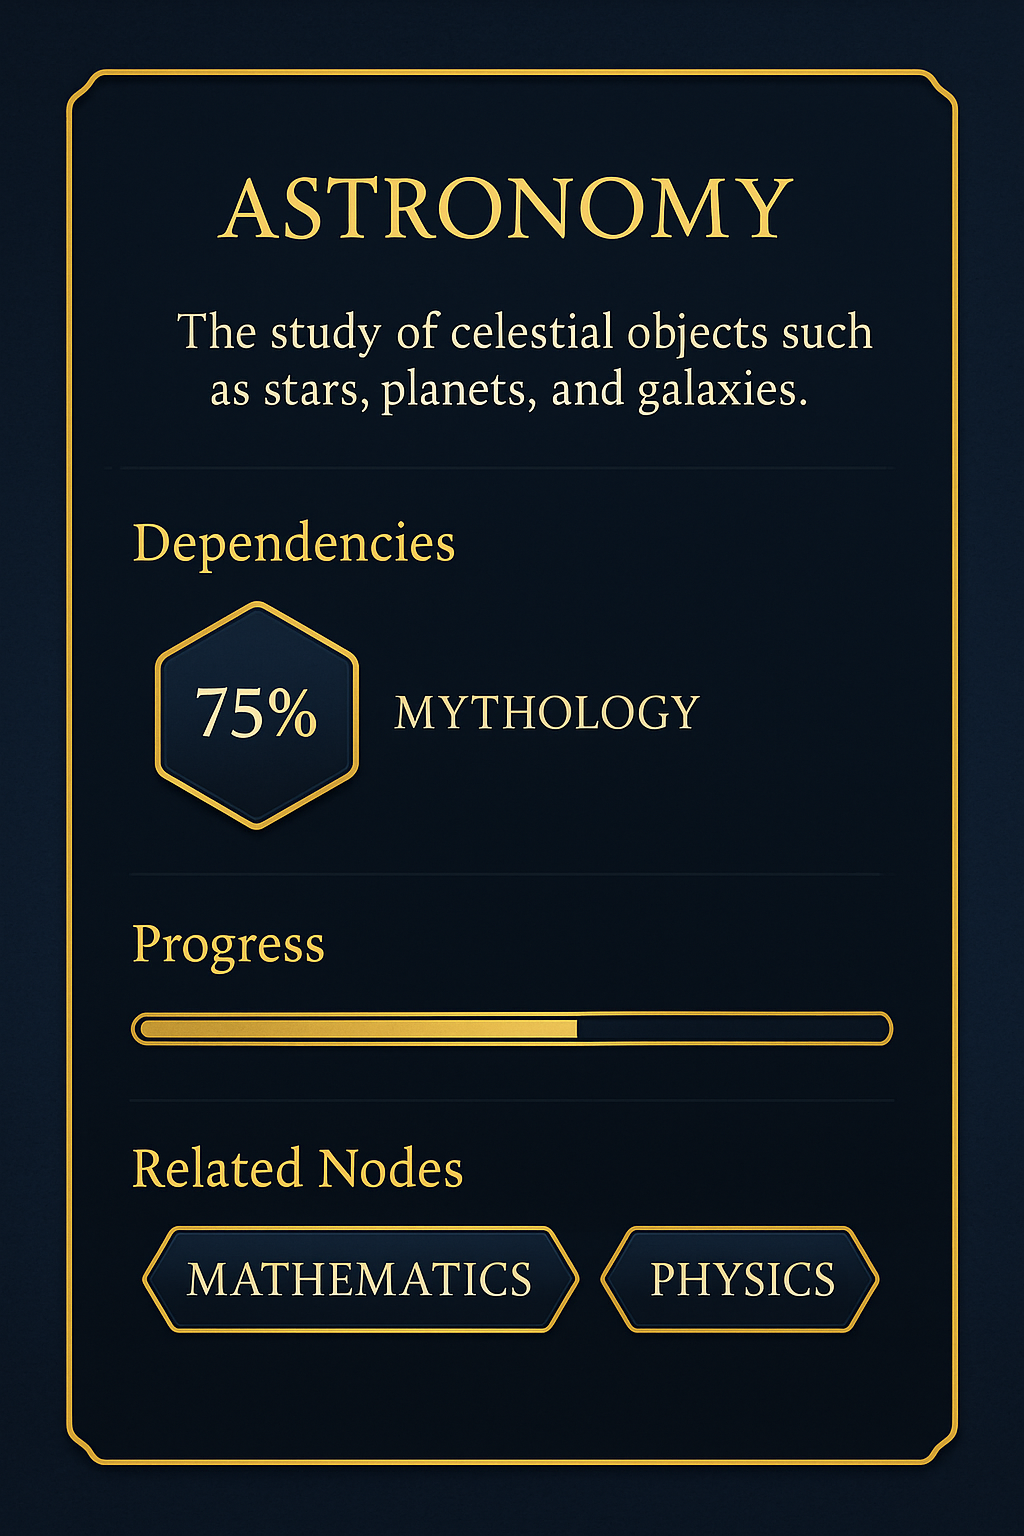 ASTRONOMY
The study of celestial objects such
as stars, planets, and galaxies.
Dependencies
75% MYTHOLOGY
Progress
Related Nodes
MATHEMATICS PHYSICS